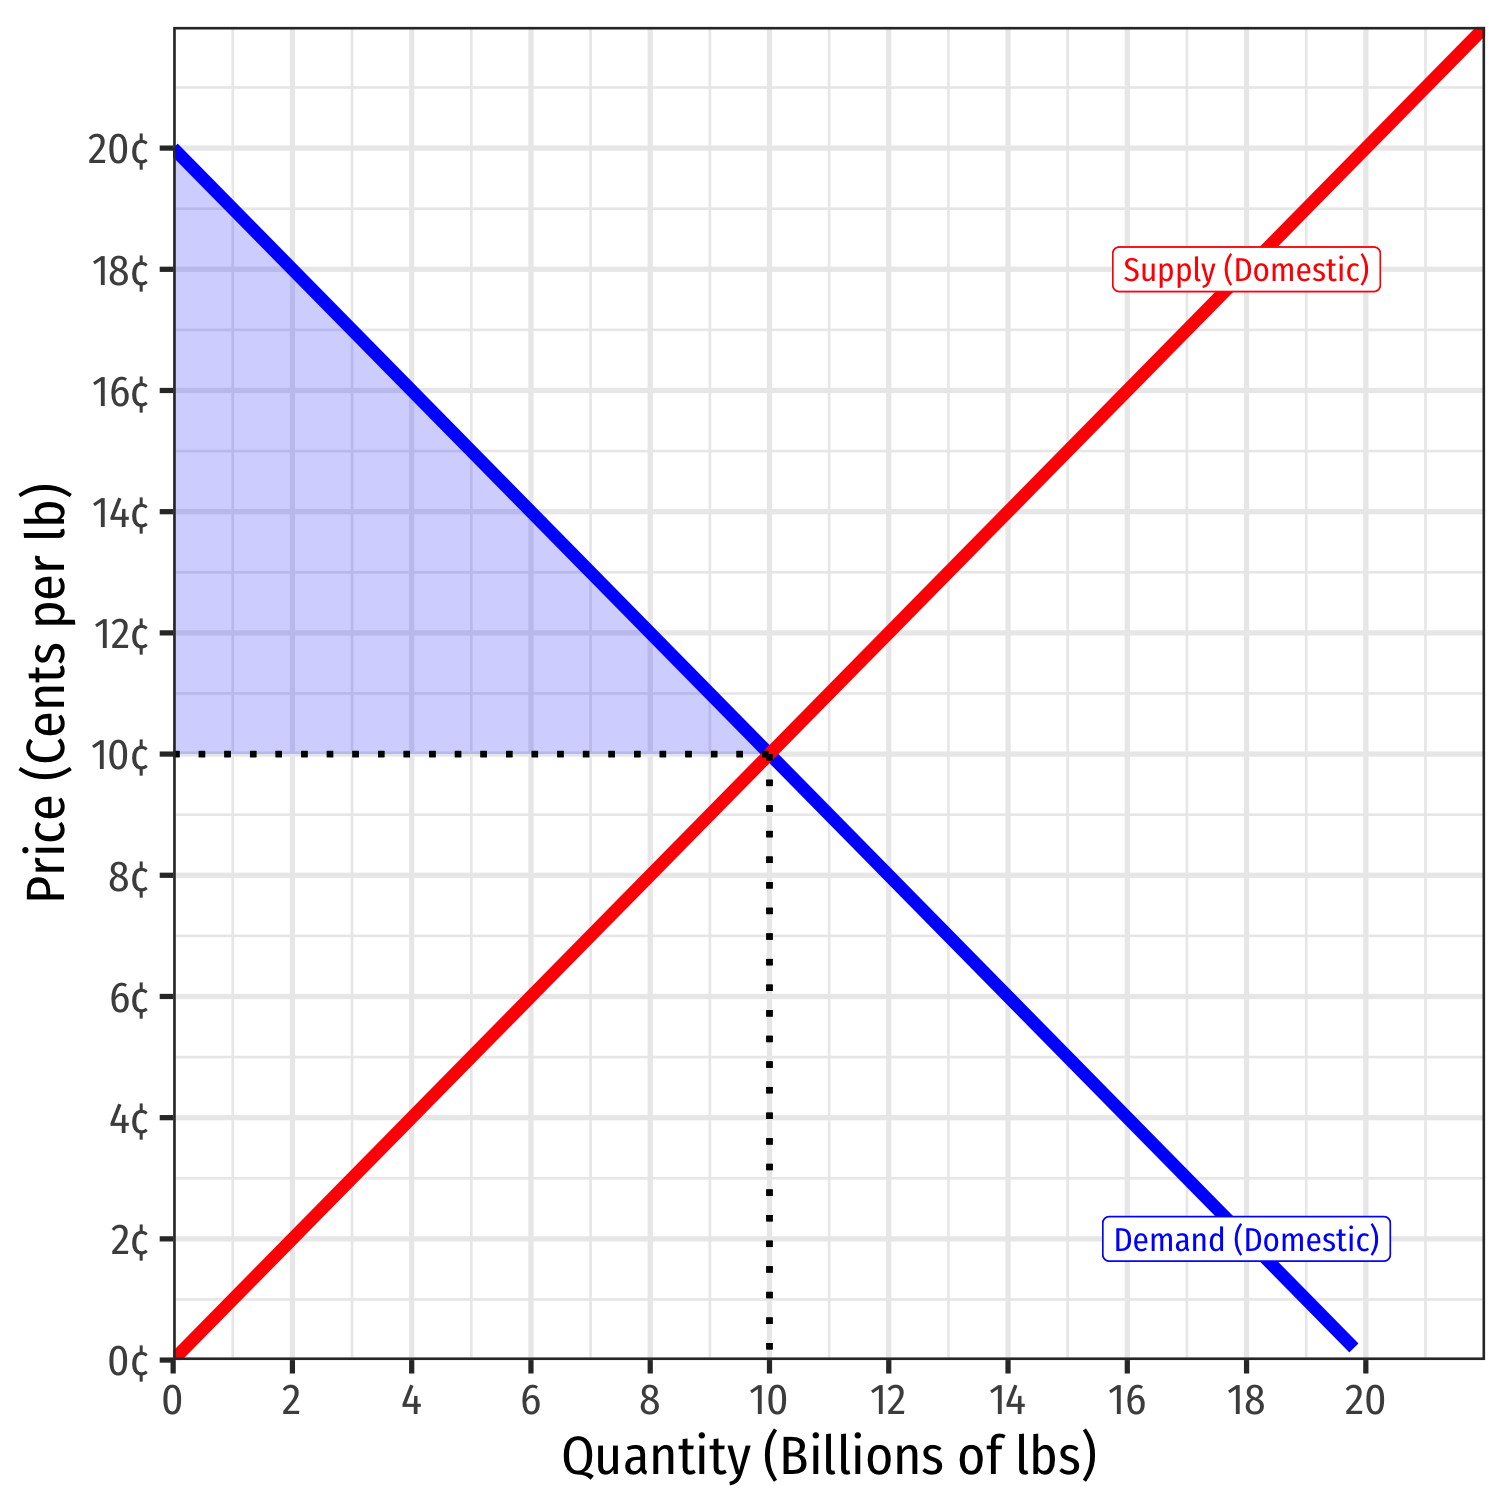 Price (Cents per lb)
20¢
18¢
16¢
14¢
12¢
10¢
8¢
6¢
4¢
2¢
0¢
Supply (Domestic)
Demand (Domestic)
0 2 4 6 8 10 12 14 16 18 20
Quantity (Billions of lbs)